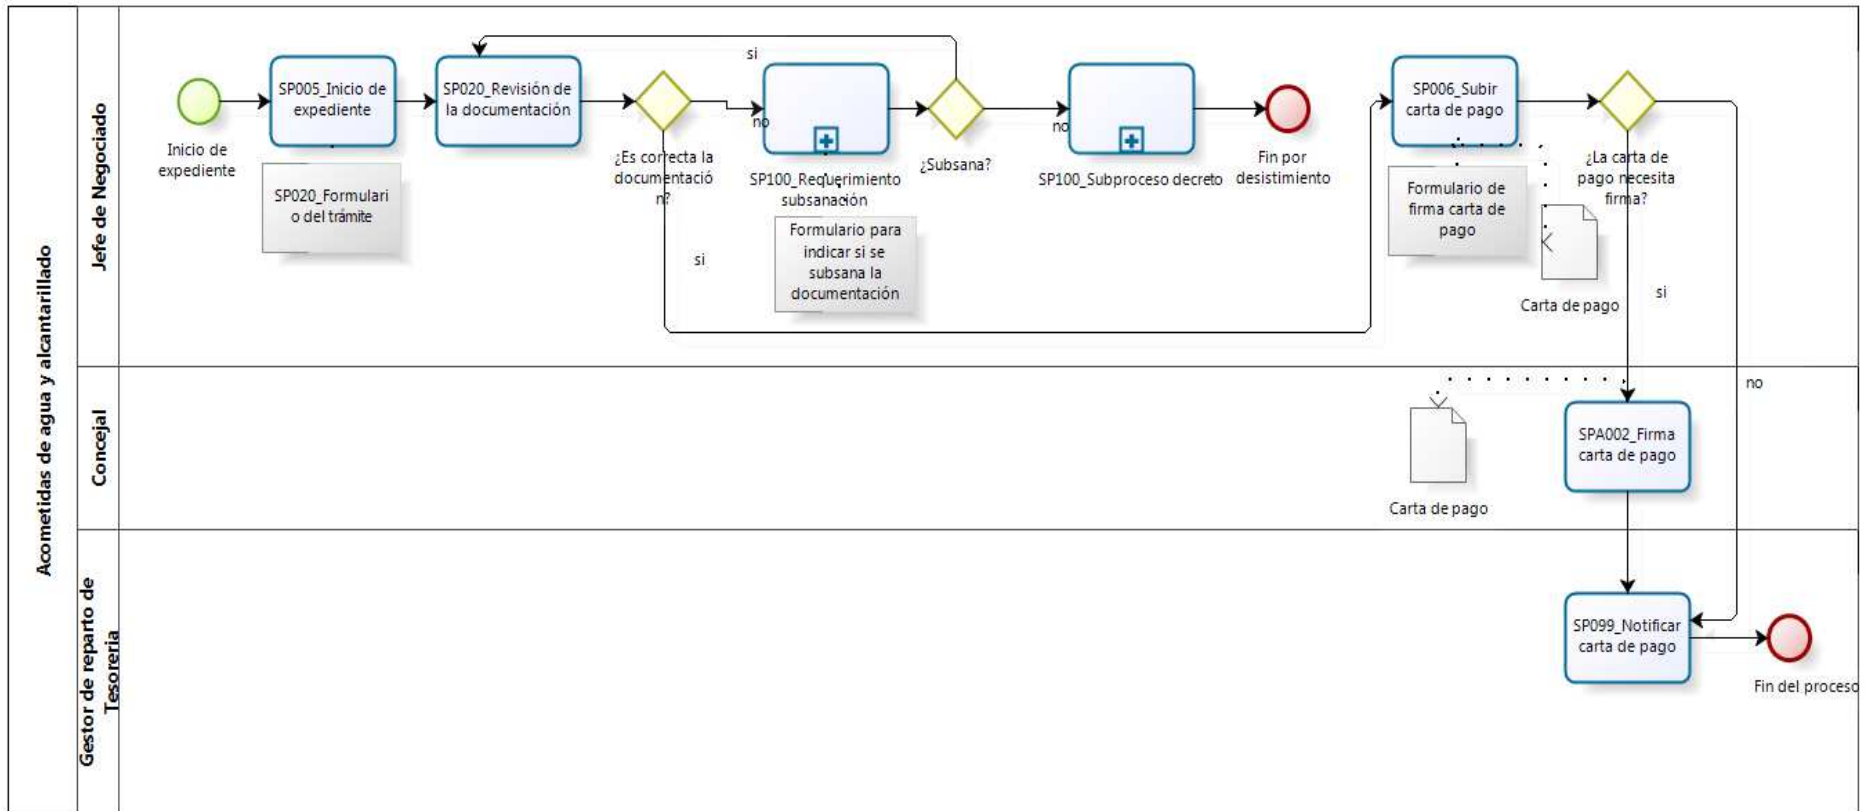 Acometidas de agua y alcantarillado
Jefe de Negociado
Inicio de
expediente
SP005_Inicio de
expediente
SP020_Formulari
o del trámite
SP020_Revisión de
la documentación
¿Es correcta la
documentació
n?
si
no
si
SP100_Requerimiento
subsanación
Formulario para
indicar si se
subsana la
documentación
¿Subsana?
no
SP100_Subproceso decreto
Fin por
desistimiento
SP006_Subir
carta de pago
Formulario de
firma carta de
pago
Carta de pago
¿La carta de
pago necesita
firma?
si
no
Concejal
Carta de pago
SPA002_Firma
carta de pago
Gestor de reparto de
Tesoreria
SP099_Notificar
carta de pago
Fin del proceso